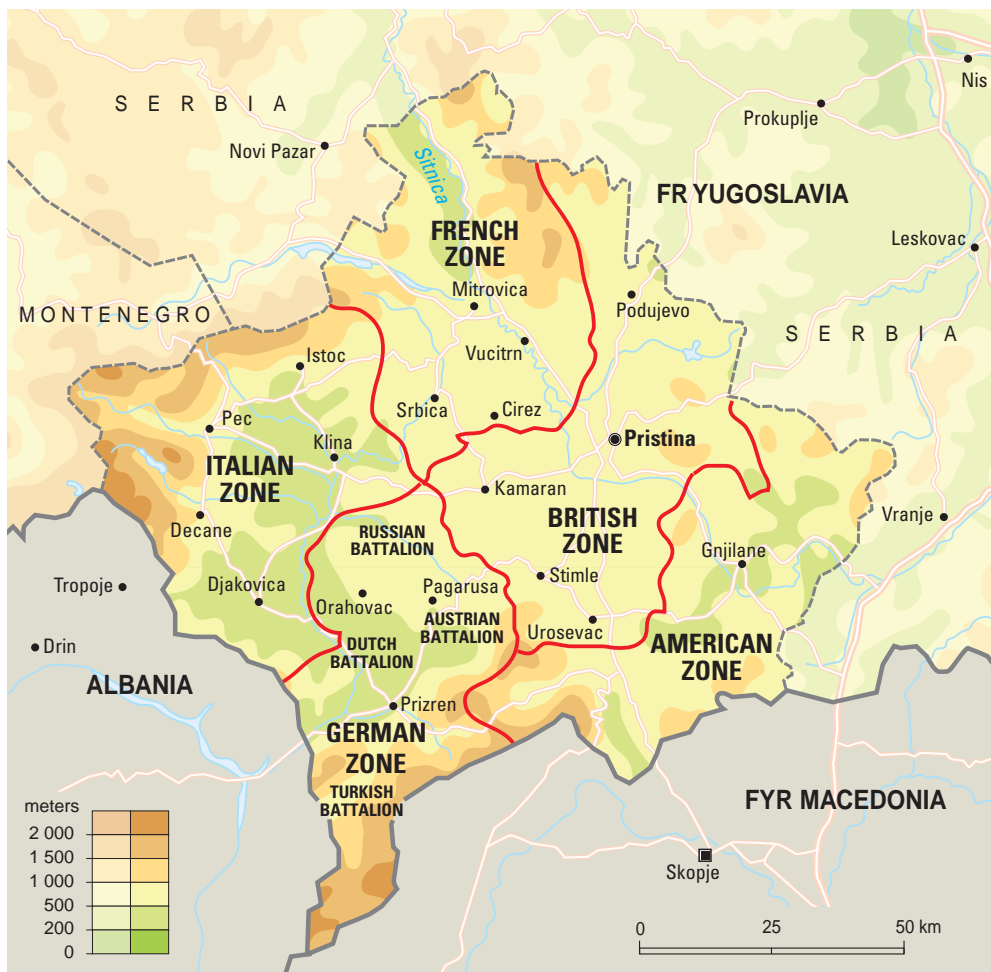 SERBIA
Nis
Prokuplje
Novi Pazar
Sitnica
FR YUGOSLAVIA
FRENCH
ZONE
Leskovac
Mitrovica
Podujevo
MONTENEGRO
SERBIA
Vucitrn
Istoc
Srbica
Cirez
Pec
Pristina
Klina
ITALIAN
ZONE
Kamaran
Decane
BRITISH
ZONE
Vranje
RUSSIAN
BATTALION
Gnjilane
Tropoje
Djakovica
Stimle
Pagarusa
Orahovac
AUSTRIAN
BATTALION
Urosevac
Drin
DUTCH
BATTALION
AMERICAN
ZONE
ALBANIA
Prizren
GERMAN
ZONE
TURKISH
BATTALION
FYR MACEDONIA
meters
2 000
1 500
1 000
500
200
0
Skopje
0 25 50 km